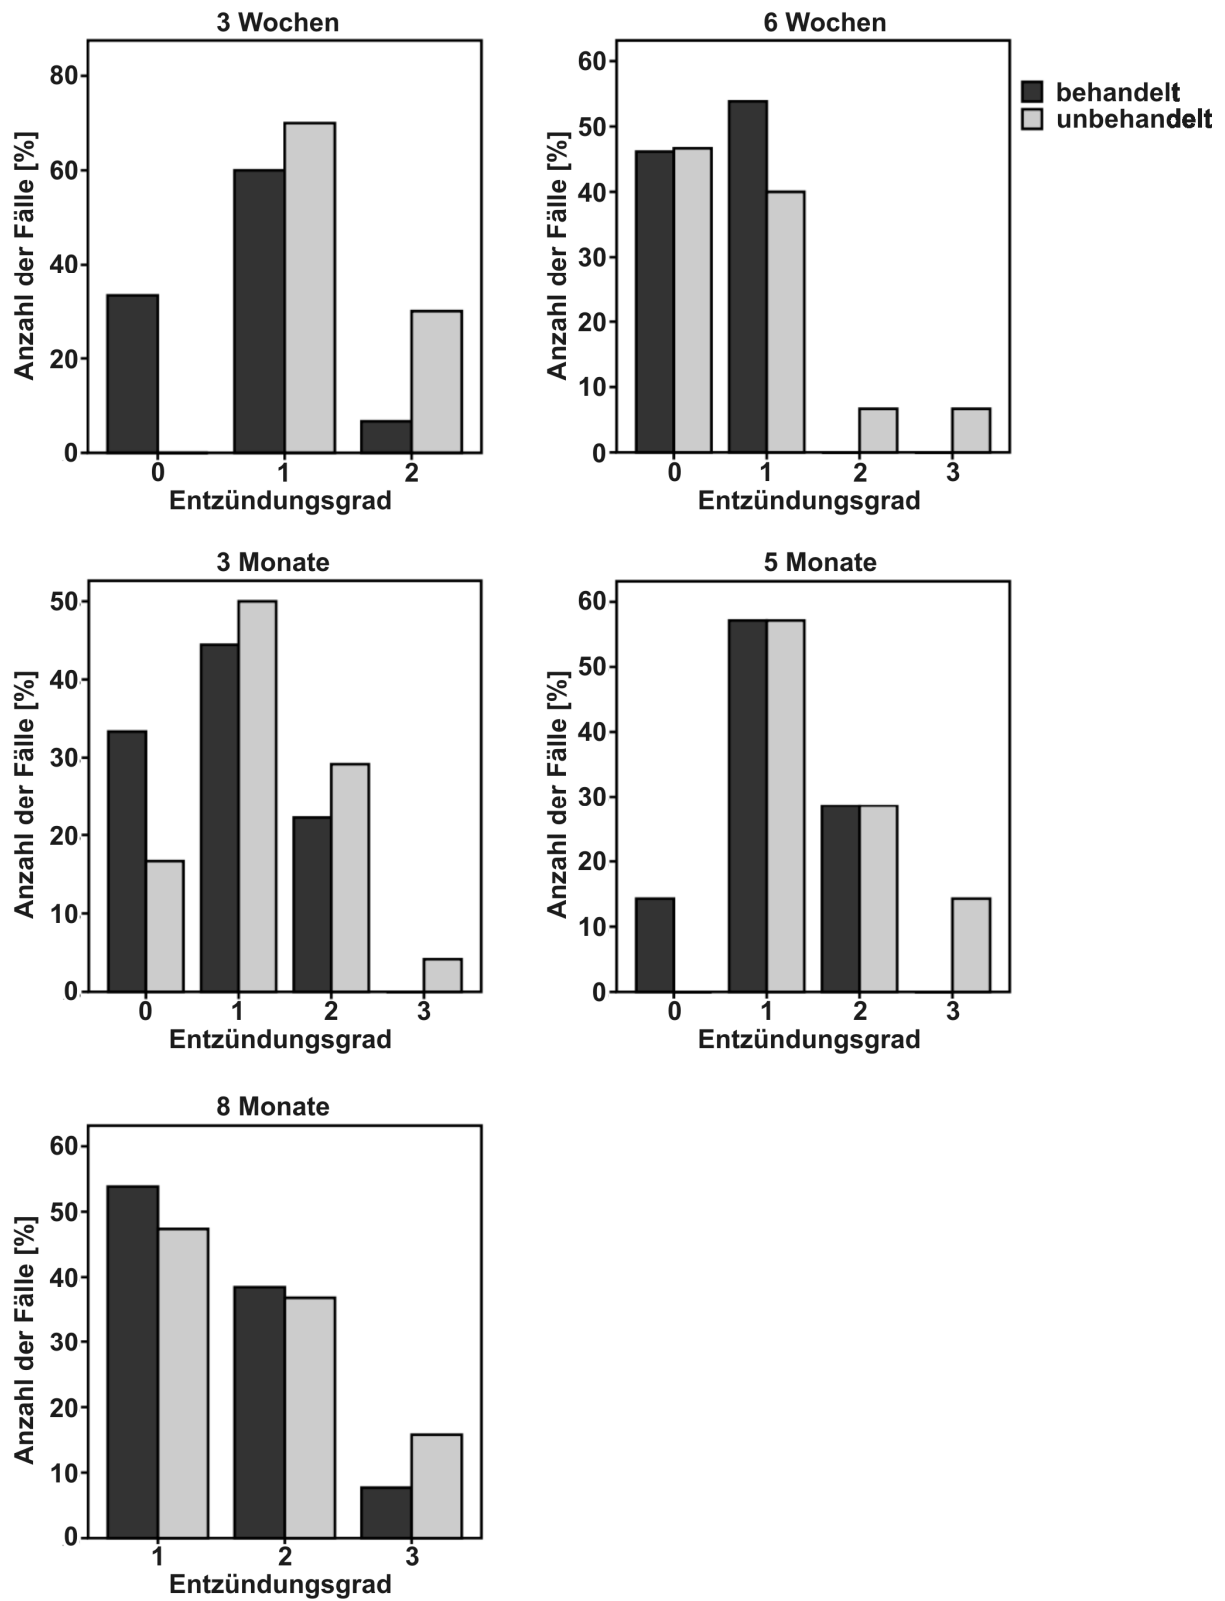 3 Wochen
Anzahl der Fälle [%]
80
60
40
20
0
0 1 2
Entzündungsgrad
6 Wochen
Anzahl der Fälle [%]
60
50
40
30
20
10
0
0 1 2 3
Entzündungsgrad
behandelt
unbehandelt
3 Monate
Anzahl der Fälle [%]
50
40
30
20
10
0
0 1 2 3
Entzündungsgrad
5 Monate
Anzahl der Fälle [%]
60
50
40
30
20
10
0
0 1 2 3
Entzündungsgrad
8 Monate
Anzahl der Fälle [%]
60
50
40
30
20
10
0
1 2 3
Entzündungsgrad